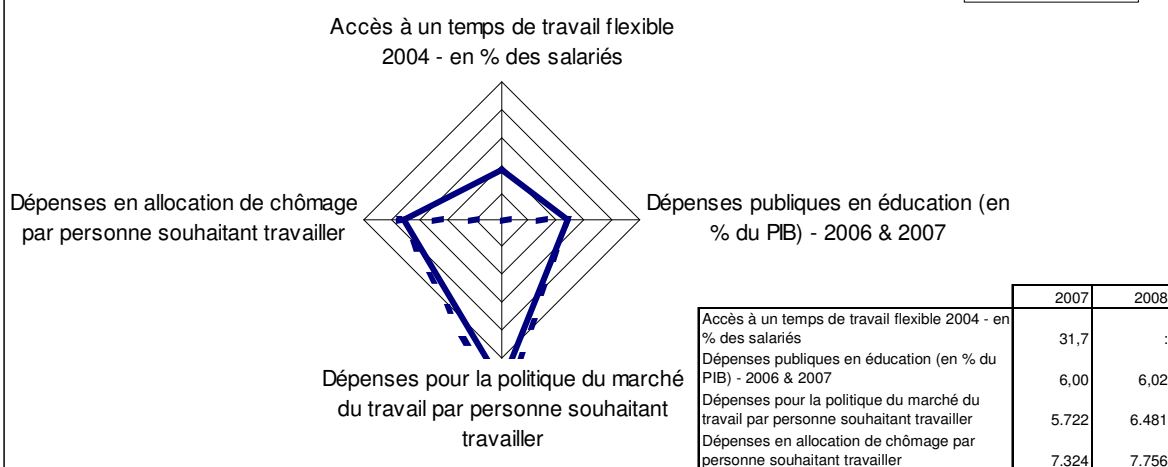 Accès à un temps de travail flexible
2004 - en % des salariés
Dépenses en allocation de chômage
par personne souhaitant travailler
Dépenses publiques en éducation (en
% du PIB) - 2006 & 2007
Dépenses pour la politique du marché
du travail par personne souhaitant
travailler
2007 2008
Accès à un temps de travail flexible 2004 - en
% des salariés 31,7 :
Dépenses publiques en éducation (en % du
PIB) - 2006 & 2007 6,00 6,02
Dépenses pour la politique du marché du
travail par personne souhaitant travailler 5.722 6.481
Dépenses en allocation de chômage par
personne souhaitant travailler 7.324 7.756